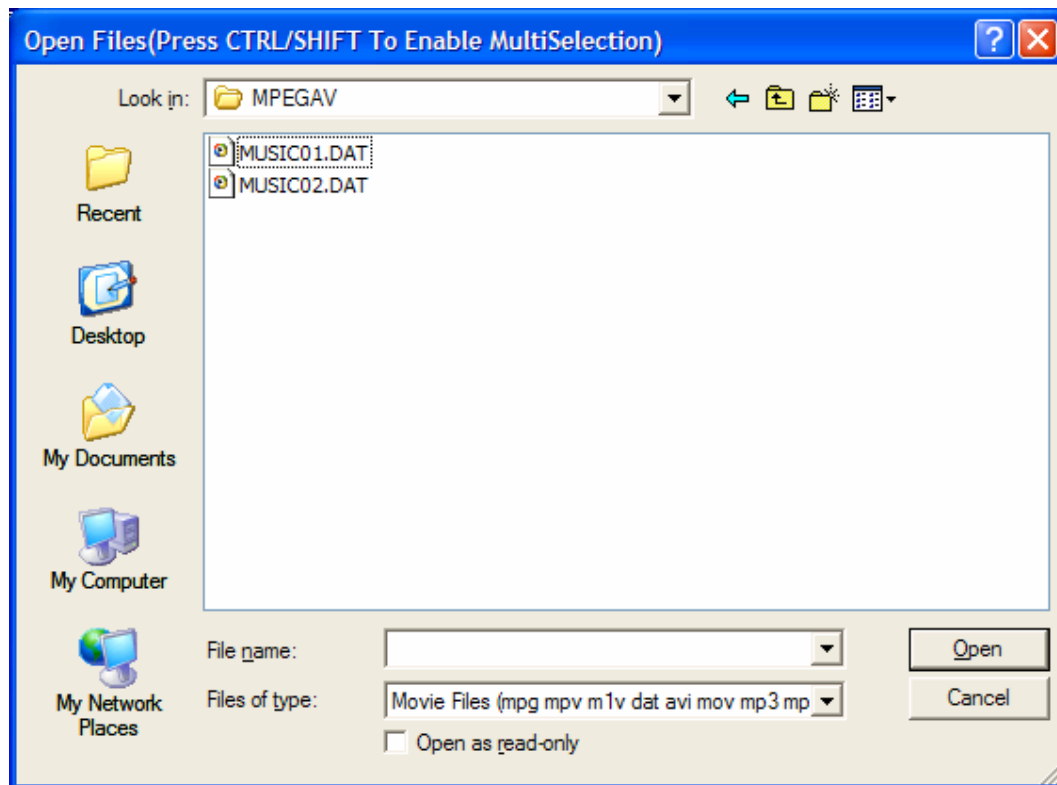 Open Files(Press CTRL/SHIFT To Enable MultiSelection)
Look in: MPEGAV
MUSIC01.DAT
MUSIC02.DAT
Recent
Desktop
My Documents
My Computer
My Network
Places
File name:
Open
Files of type: Movie Files (mpg mpv m1v dat avi mov mp3 mp
Cancel
Open as read-only